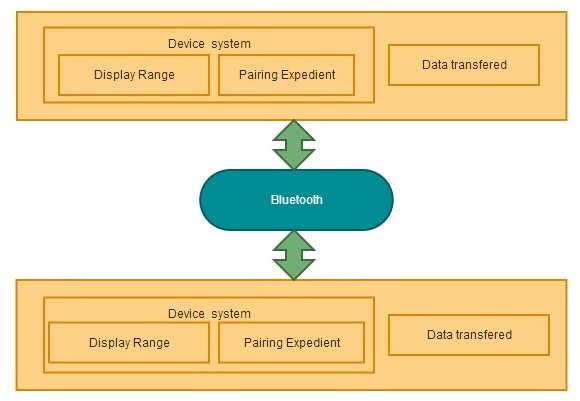 Device system
Display Range
Pairing Expedient
Data transfered
Bluetooth
Device system
Display Range
Pairing Expedient
Data transfered